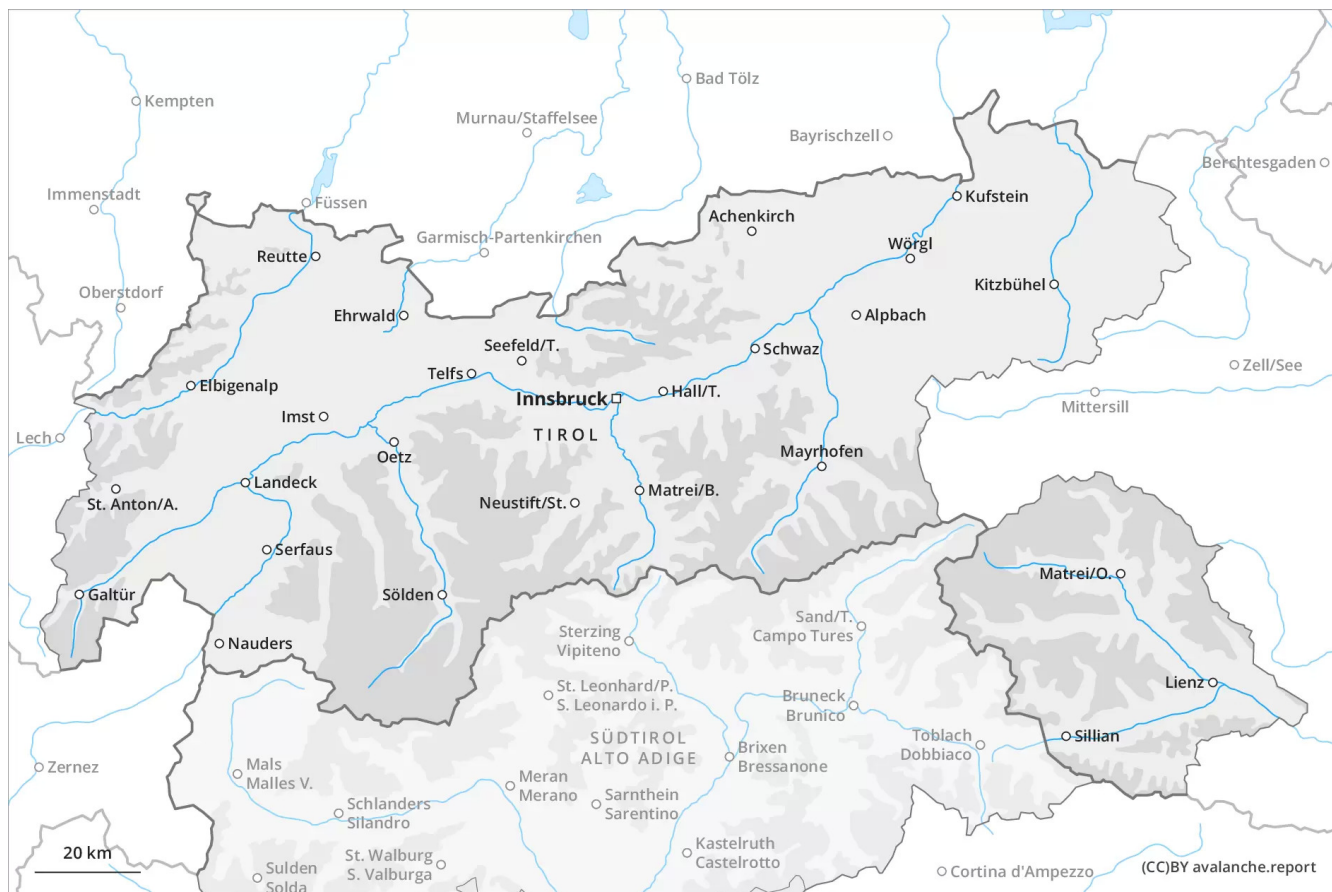 Bad Tölz
Kempten
Murnau/Staffelsee
Bayrischzell
Berchtesgaden
Immenstadt
Füssen
Kufstein
Achenkirch
Garmisch-Partenkirchen
Wörgl
Reutte
Kitzbühel
Oberstdorf
Ehrwald
Alpbach
Seefeld/T.
Schwaz
Zell/See
Telfs
Elbigenalp
Hall/T.
Innsbruck
Mittersill
Imst
TIROL
Lech
Oetz
Mayrhofen
Landeck
Matrei/B.
St. Anton/A.
Neustift/St.
Serfaus
Matrei/O.
Galtür
Sölden
Sand/T.
Campo Tures
Sterzing
Vipiteno
Nauders
Lienz
St. Leonhard/P.
S. Leonardo i. P.
Bruneck
Brunico
Toblach
Dobbiaco
Sillian
SÜDTIROL
ALTO ADIGE
Brixen
Bressanone
Zernez
Mals
Malles V.
Meran
Merano
Sarnthein
Sarentino
Schlanders
Silandro
Kastelruth
Castelrotto
20 km
St. Walburg
S. Valburga
Sulden
Solda
Cortina d'Ampezzo
(CC)BY avalanche.report